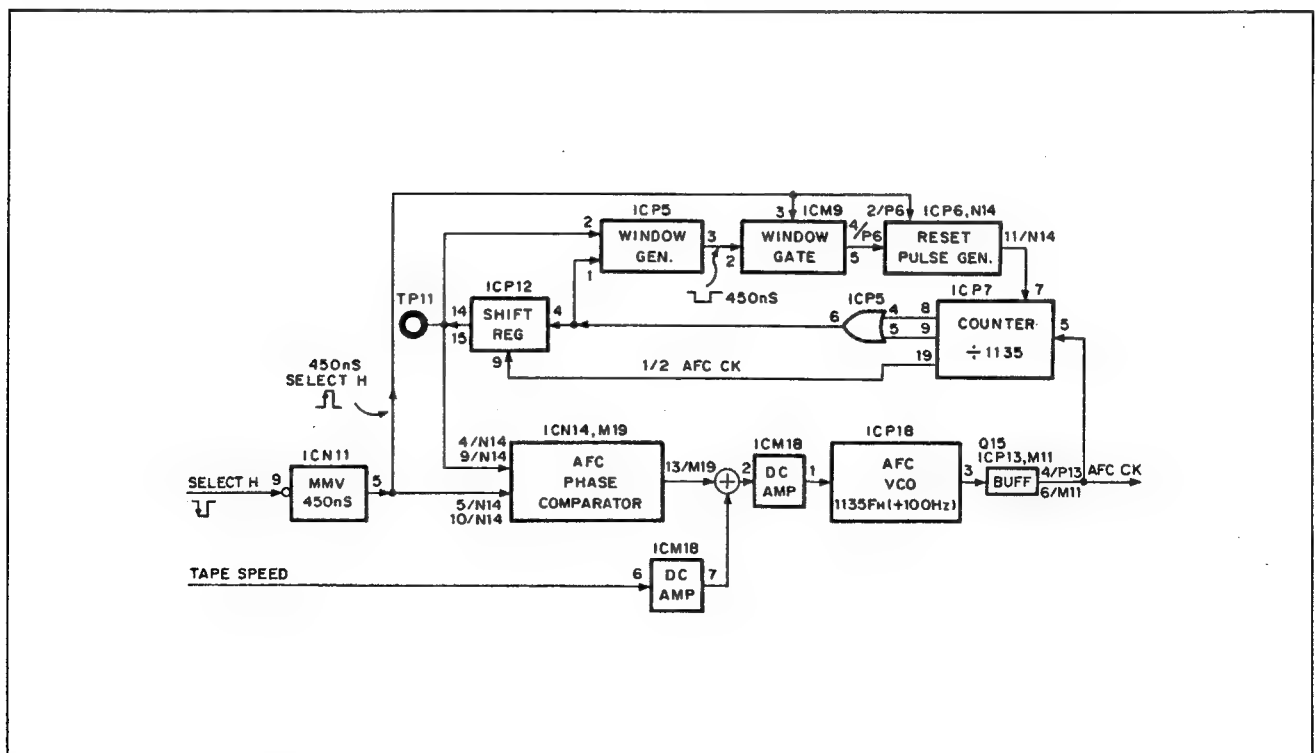 ICP5
WINDOW
GEN.
2
1
3
2
450nS
3
ICM9
WINDOW
GATE
4
/P6
5
2/P6
ICP6,N14
RESET
PULSE GEN.
11/N14
7
TP11
14
15
ICP12
SHIFT
REG
4
9
6
ICP5
4
5
8
9
19
ICP7
COUNTER
÷1135
5
1/2 AFC CK
450nS
SELECT H
SELECT H
9
ICN11
MMV
450nS
5
4/N14
9/N14
5/N14
10/N14
ICN14,M19
AFC
PHASE
COMPARATOR
13/M19
+
2
ICM18
DC
AMP
1
ICP18
AFC
VCO
1135FH(+100Hz)
3
Q15
ICP13,M11
BUFF
4/P13
6/M11
AFC CK
TAPE SPEED
6
ICM18
DC
AMP
7